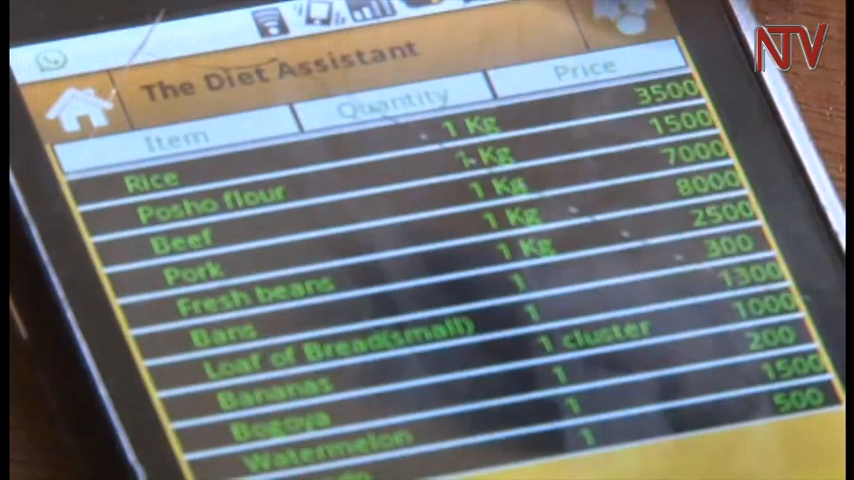 NTV
The Diet Assistant
Item Quantity Price
Rice 1 Kg 3500
Posho flour 1 Kg 1500
Beef 1 Kg 7000
Pork 1 Kg 8000
Fresh beans 1 Kg 2500
Bans 1 300
Loaf of Bread(small) 1 1300
Bananas 1 cluster 1000
Bogoya 1 200
Watermelon 1 1500
1 500